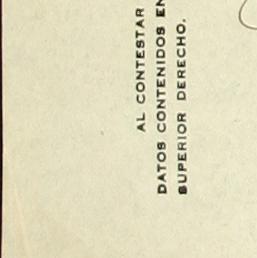 AL CONTESTAR
DATOS CONTENIDOS EN
SUPERIOR DERECHO.